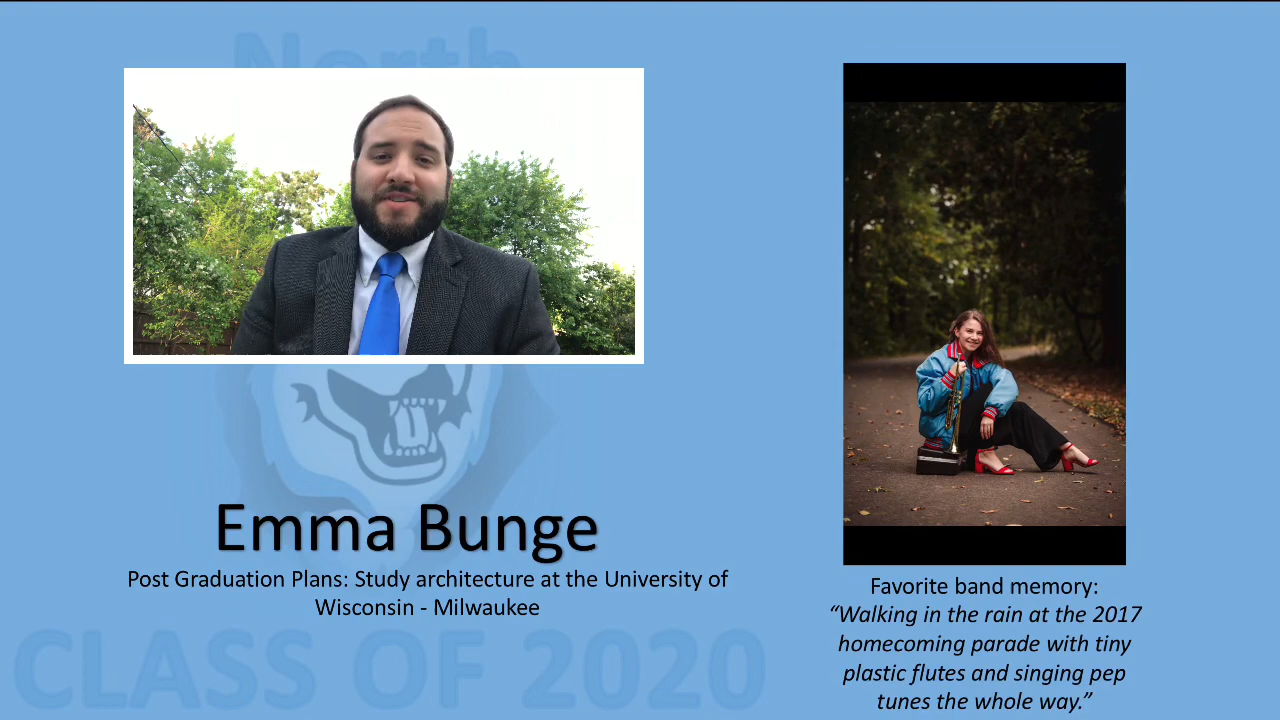 North
Emma Bunge
Post Graduation Plans: Study architecture at the University of
Wisconsin - Milwaukee
CLASS OF 2020
Favorite band memory:
“Walking in the rain at the 2017
homecoming parade with tiny
plastic flutes and singing pep
tunes the whole way.”